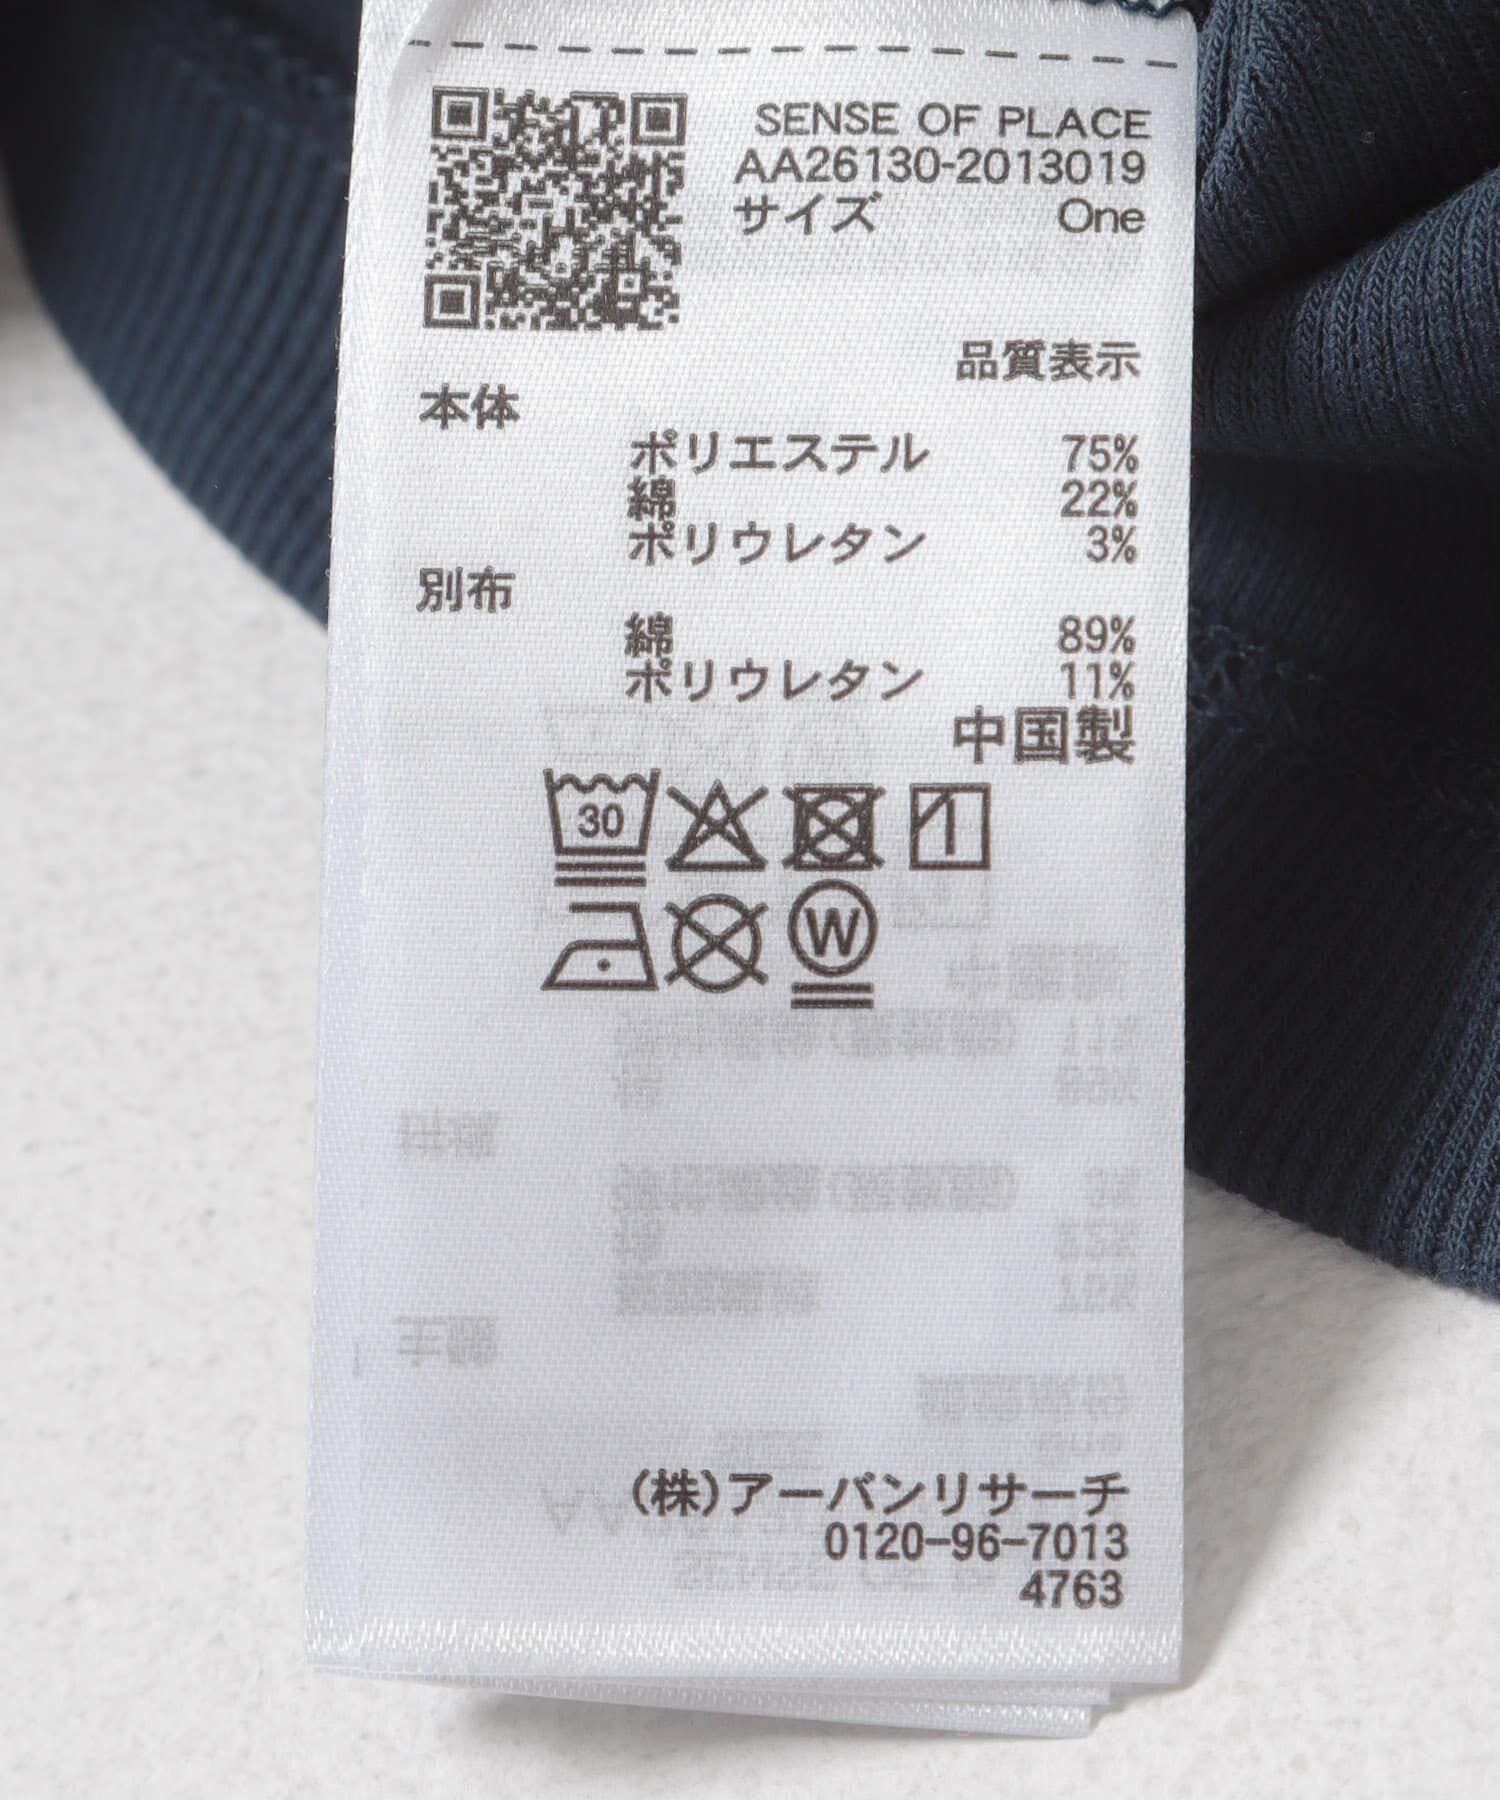 SENSE OF PLACE
AA26130-2013019
サイズ One
品質表示
本体
ポリエステル 75%
綿 22%
ポリウレタン 3%
別布
綿 89%
ポリウレタン 11%
中国製
30
W
(株)アーバンリサーチ
0120-96-7013
4763